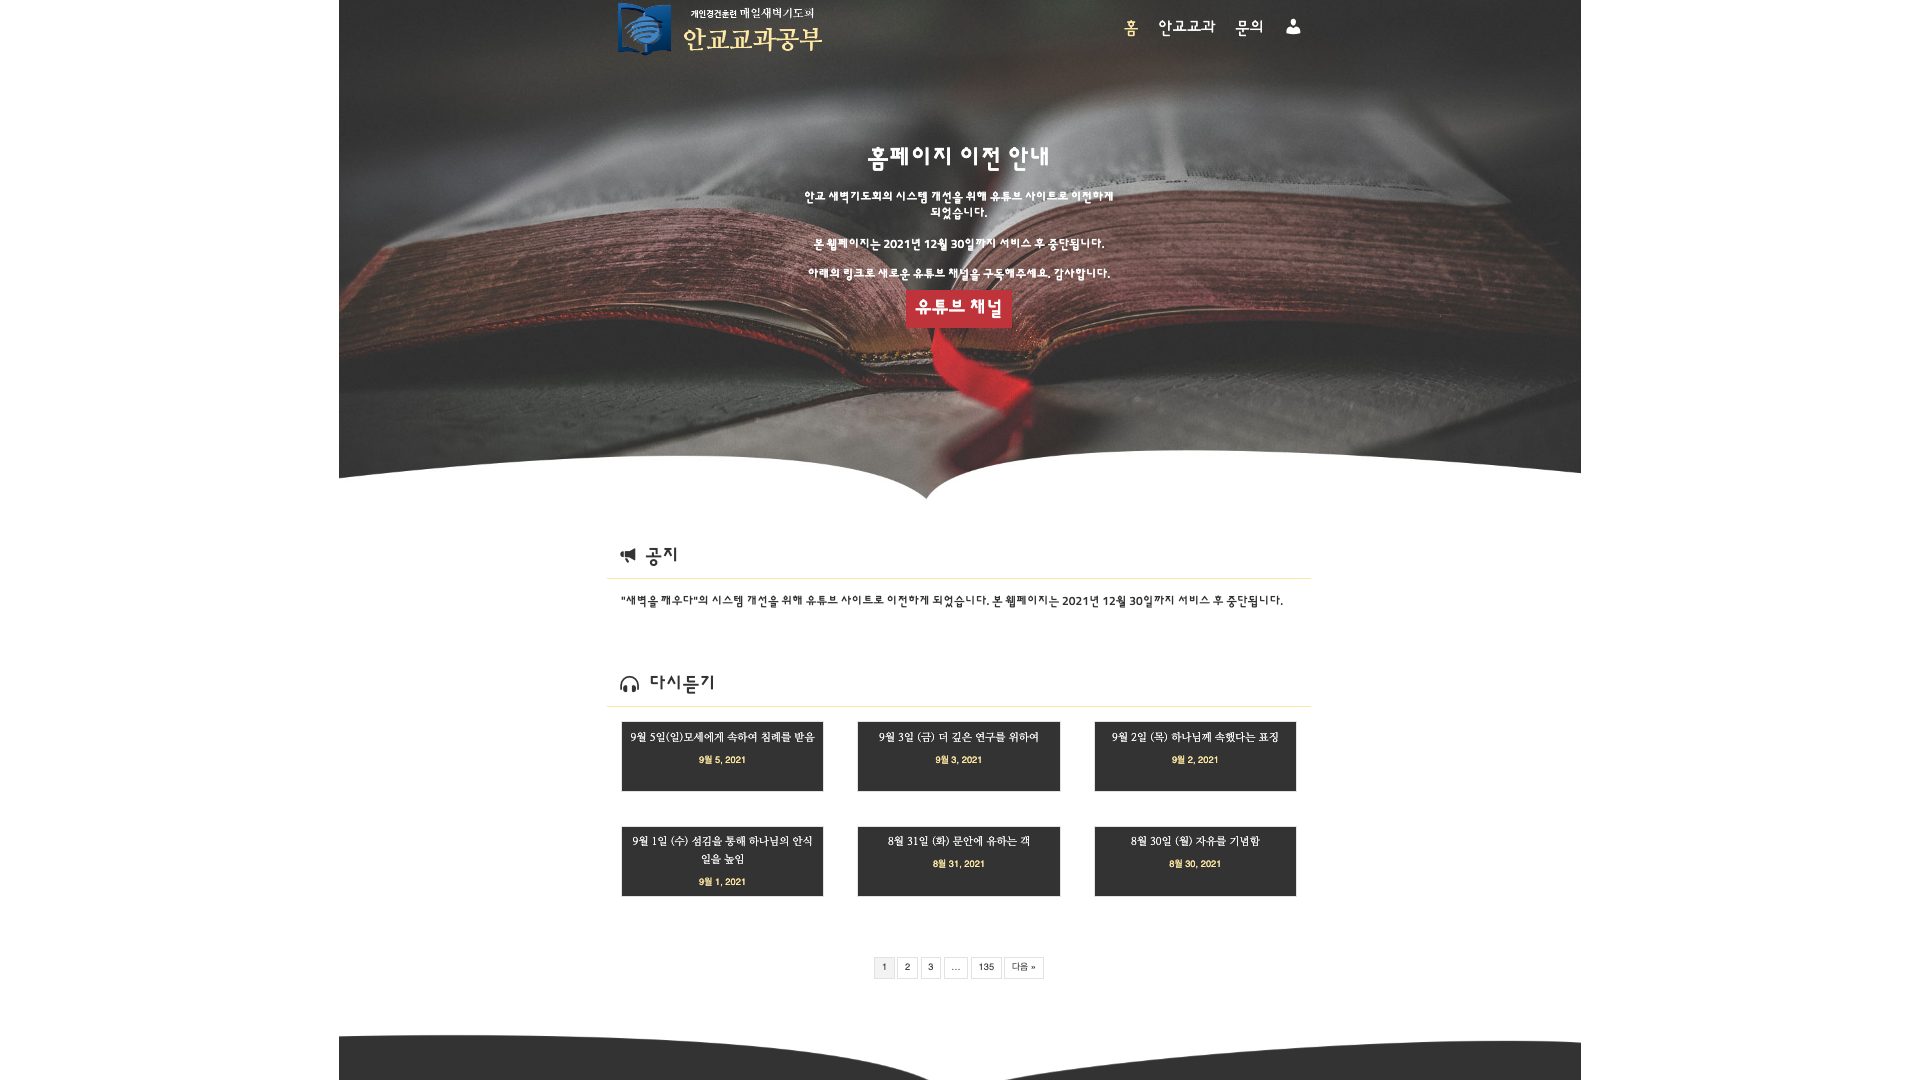 개인경건훈련 매일새벽기도회
안교교과공부
홈 안교교과 문의
홈페이지 이전 안내
안교 새벽기도회의 시스템 개선을 위해 유튜브 사이트로 이전하게
되었습니다.
본 웹페이지는 2021년 12월 30일까지 서비스 후 중단됩니다.
아래의 링크로 새로운 유튜브 채널을 구독해주세요. 감사합니다.
유튜브 채널
공지
"새벽을 깨우다"의 시스템 개선을 위해 유튜브 사이트로 이전하게 되었습니다. 본 웹페이지는 2021년 12월 30일까지 서비스 후 중단됩니다.
다시듣기
9월 5일(일)모세에게 속하여 침례를 받음
9월 5, 2021
9월 3일 (금) 더 깊은 연구를 위하여
9월 3, 2021
9월 2일 (목) 하나님께 속했다는 표징
9월 2, 2021
9월 1일 (수) 섬김을 통해 하나님의 안식
일을 높임
9월 1, 2021
8월 31일 (화) 문안에 유하는 객
8월 31, 2021
8월 30일 (월) 자유를 기념함
8월 30, 2021
1 2 3 … 135 다음 »